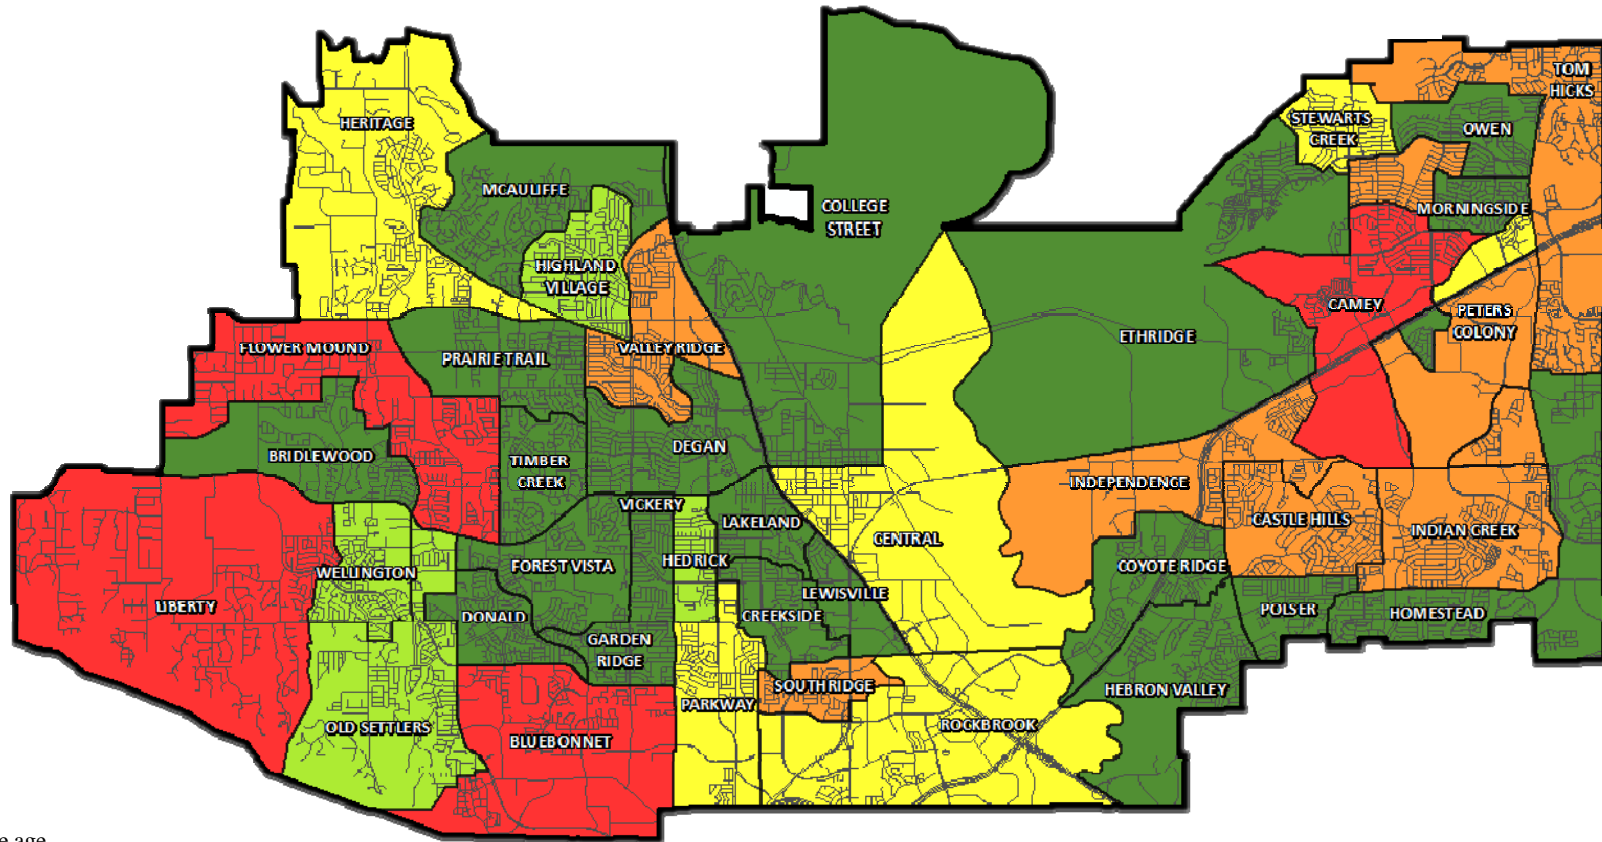 TOM
HICKS
STEWARTS
CREEK
OWEN
HERITAGE
MCAULIFFE
COLLEGE
STREET
MORNINGSIDE
HIGHLAND
VILLAGE
CAMEY
PETERS
COLONY
ETHRIDGE
FLOWER MOUND
PRAIRIE TRAIL
VALLEY RIDGE
DEGAN
BRIDLEWOOD
TIMBER
CREEK
INDEPENDENCE
VICKERY
LAKELAND
CASTLE HILLS
INDIAN CREEK
CENTRAL
HEDRICK
FOREST VISTA
COYOTE RIDGE
WELLINGTON
LEWISVILLE
LIBERTY
DONALD
CREEKSIDE
POLSER
HOMESTEAD
GARDEN
RIDGE
SOUTHRIDGE
HEBRON VALLEY
PARKWAY
OLD SETTLERS
ROCKBROOK
BLUEBONNET
e age